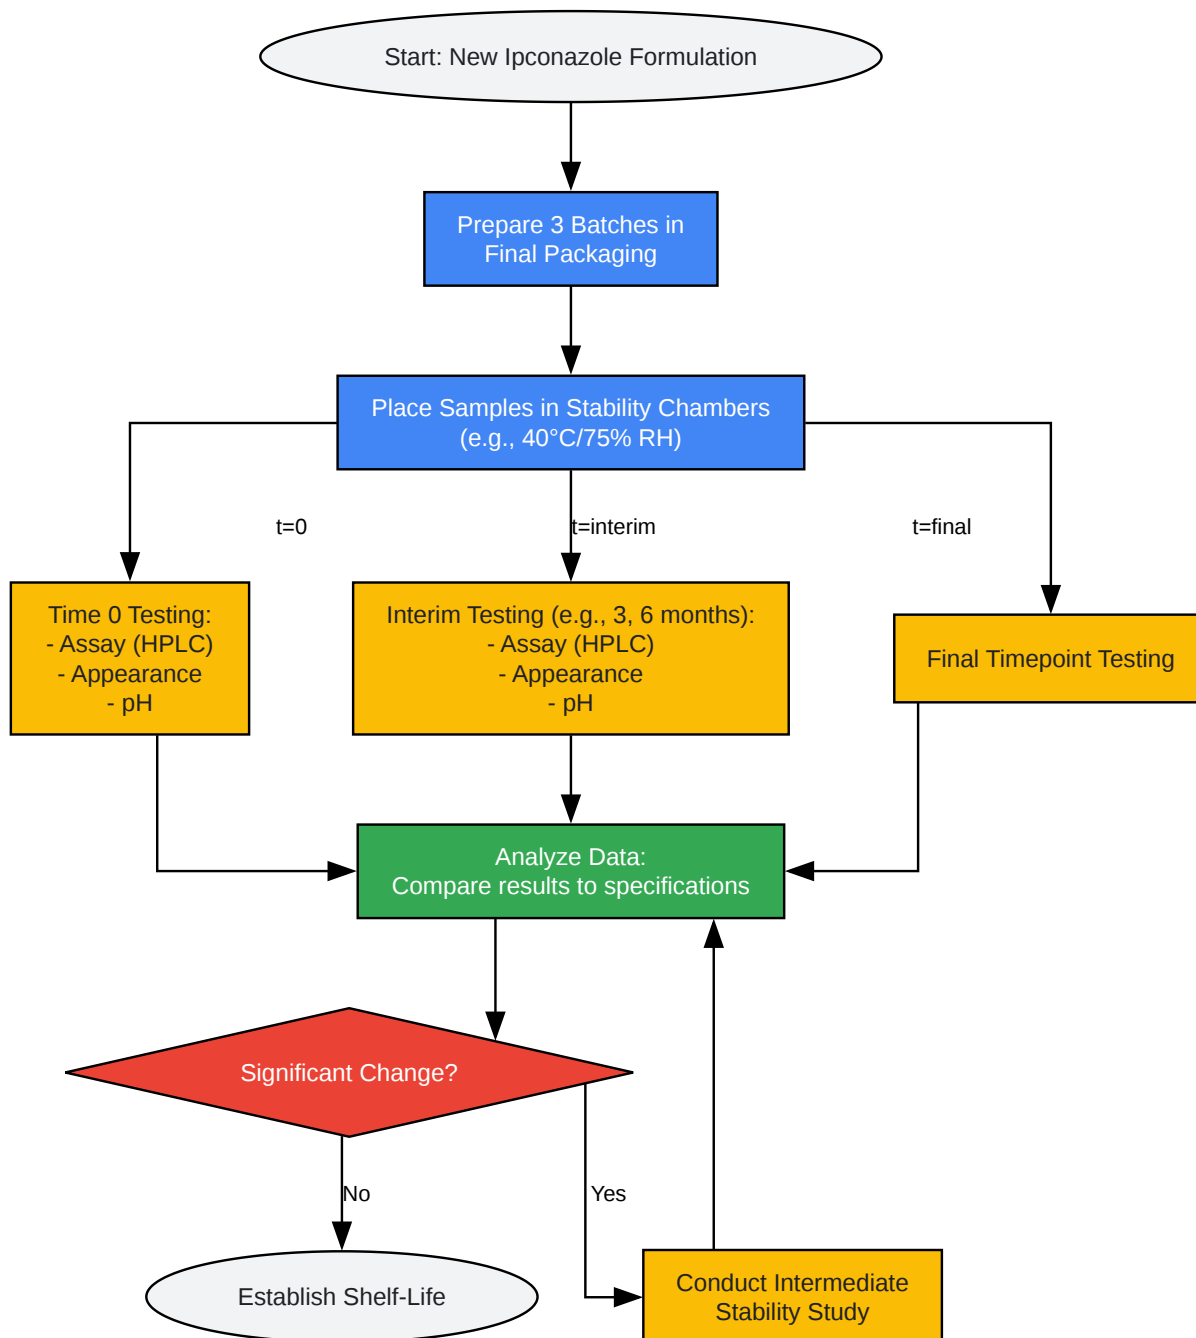 Start: New Ipconazole Formulation
Prepare 3 Batches in
Final Packaging
Place Samples in Stability Chambers
(e.g., 40°C/75% RH)
t=0
t=interim
t=final
Time 0 Testing:
- Assay (HPLC)
- Appearance
- pH
Interim Testing (e.g., 3, 6 months):
- Assay (HPLC)
- Appearance
- pH
Final Timepoint Testing
Analyze Data:
Compare results to specifications
Significant Change?
No
Yes
Establish Shelf-Life
Conduct Intermediate
Stability Study